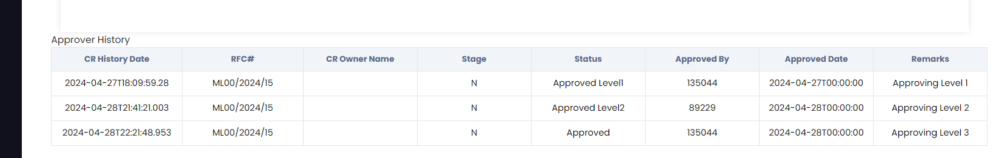 Approver History
CR History Date RFC# CR Owner Name Stage Status Approved By Approved Date Remarks
2024-04-27T18:09:59.28 ML00/2024/15 N Approved Level1 135044 2024-04-27T00:00:00 Approving Level 1
2024-04-28T21:41:21.003 ML00/2024/15 N Approved Level2 89229 2024-04-28T00:00:00 Approving Level 2
2024-04-28T22:21:48.953 ML00/2024/15 N Approved 135044 2024-04-28T00:00:00 Approving Level 3